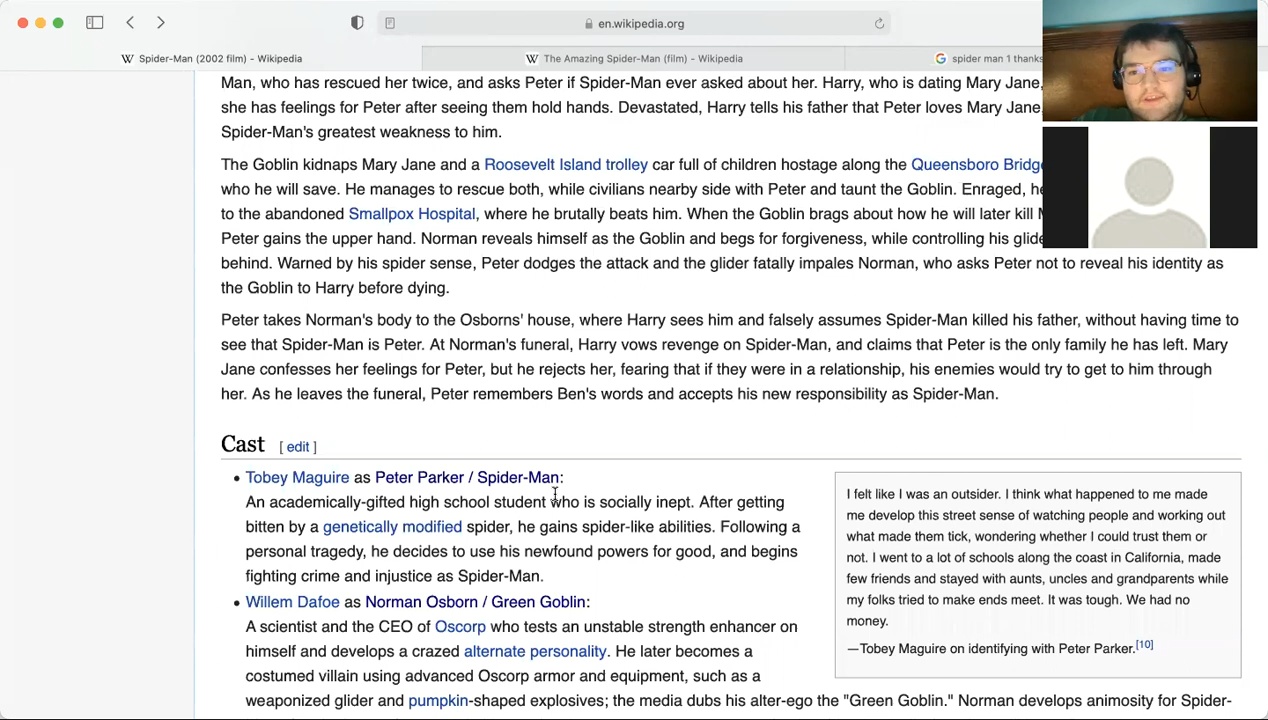 en.wikipedia.org
Spider-Man (2002 film) - Wikipedia
The Amazing Spider-Man (film) - Wikipedia
spider man 1 thanks
Man, who has rescued her twice, and asks Peter if Spider-Man ever asked about her. Harry, who is dating Mary Jane,
she has feelings for Peter after seeing them hold hands. Devastated, Harry tells his father that Peter loves Mary Jane,
Spider-Man's greatest weakness to him.
The Goblin kidnaps Mary Jane and a Roosevelt Island trolley car full of children hostage along the Queensboro Bridge
who he will save. He manages to rescue both, while civilians nearby side with Peter and taunt the Goblin. Enraged, he
to the abandoned Smallpox Hospital, where he brutally beats him. When the Goblin brags about how he will later kill
Peter gains the upper hand. Norman reveals himself as the Goblin and begs for forgiveness, while controlling his glide
behind. Warned by his spider sense, Peter dodges the attack and the glider fatally impales Norman, who asks Peter not to reveal his identity as
the Goblin to Harry before dying.
Peter takes Norman's body to the Osborns' house, where Harry sees him and falsely assumes Spider-Man killed his father, without having time to
see that Spider-Man is Peter. At Norman's funeral, Harry vows revenge on Spider-Man, and claims that Peter is the only family he has left. Mary
Jane confesses her feelings for Peter, but he rejects her, fearing that if they were in a relationship, his enemies would try to get to him through
her. As he leaves the funeral, Peter remembers Ben's words and accepts his new responsibility as Spider-Man.
Cast [ edit ]
• Tobey Maguire as Peter Parker / Spider-Man:
An academically-gifted high school student who is socially inept. After getting
bitten by a genetically modified spider, he gains spider-like abilities. Following a
personal tragedy, he decides to use his newfound powers for good, and begins
fighting crime and injustice as Spider-Man.
• Willem Dafoe as Norman Osborn / Green Goblin:
A scientist and the CEO of Oscorp who tests an unstable strength enhancer on
himself and develops a crazed alternate personality. He later becomes a
costumed villain using advanced Oscorp armor and equipment, such as a
weaponized glider and pumpkin-shaped explosives; the media dubs his alter-ego the "Green Goblin." Norman develops animosity for Spider-
I felt like I was an outsider. I think what happened to me made
me develop this street sense of watching people and working out
what made them tick, wondering whether I could trust them or
not. I went to a lot of schools along the coast in California, made
few friends and stayed with aunts, uncles and grandparents while
my folks tried to make ends meet. It was tough. We had no
money.
—Tobey Maguire on identifying with Peter Parker.[10]